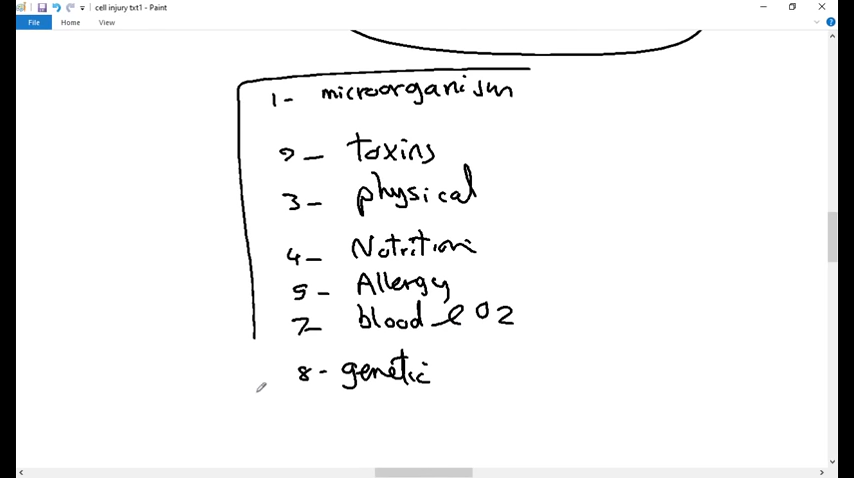 cell injury txt1 - Paint
File Home View
1- microorganism
2- toxins
3- physical
4- Nutrition
5- Allergy
7- blood O2
8- genetic